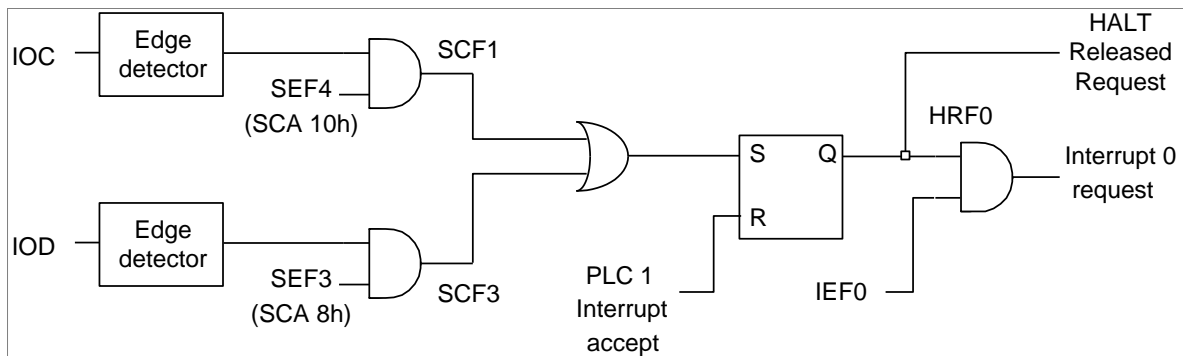 HALT
Released
Request
IOC
Edge
detector
SCF1
SEF4
(SCA 10h)
HRF0
S
Q
R
Interrupt 0
request
IOD
Edge
detector
SEF3
(SCA 8h)
SCF3
PLC 1
Interrupt
accept
IEF0